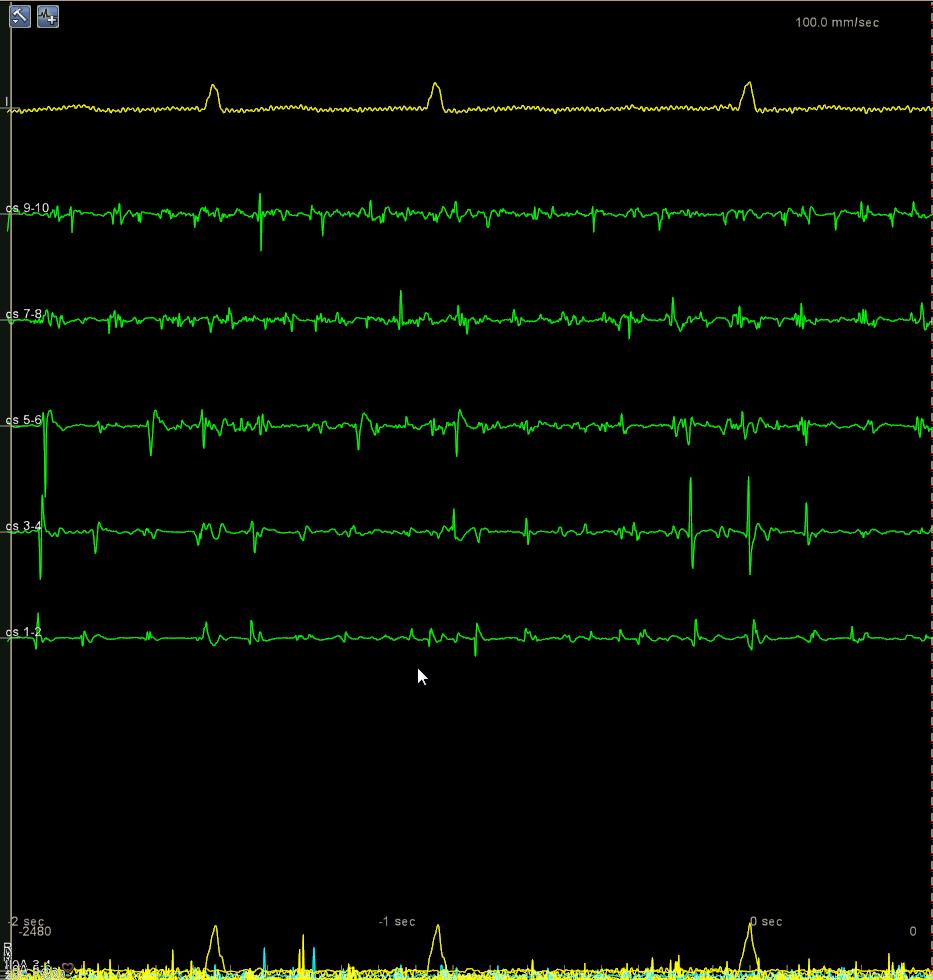 100.0 mm/sec
I
cs 9-10
cs 7-8
cs 5-6
cs 3-4
cs 1-2
-2 sec
-1 sec
0 sec
-2480
0